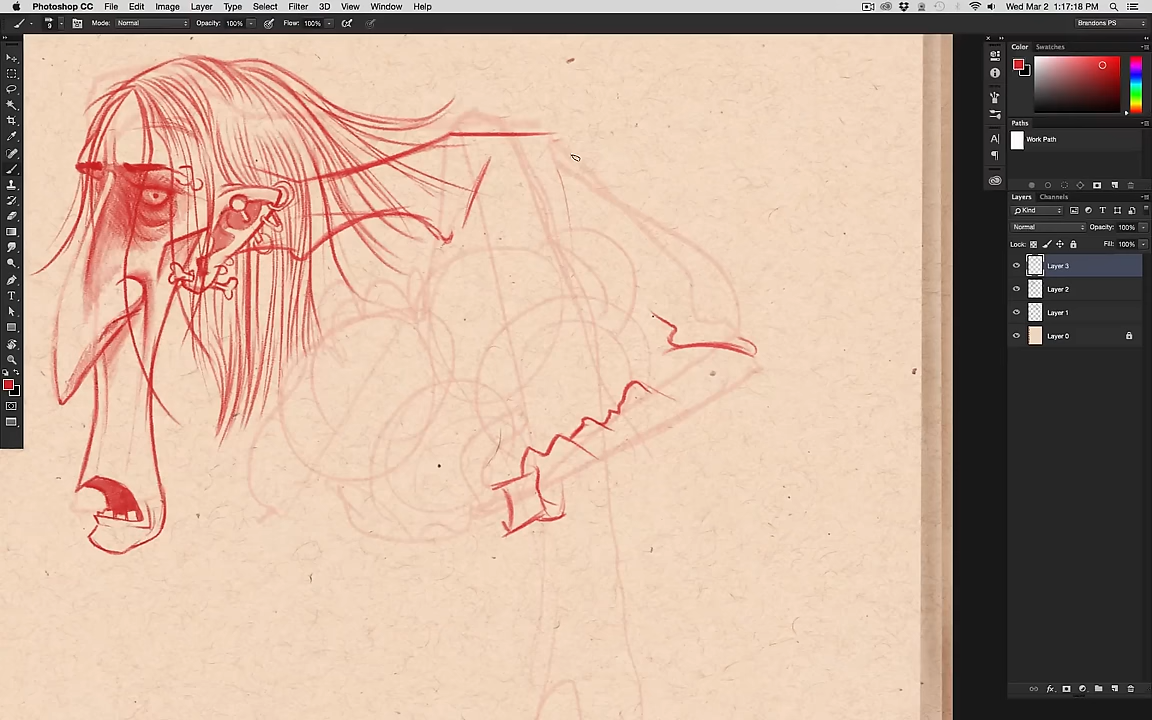 Photoshop CC File Edit Image Layer Type Select Filter 3D View Window Help Wed Mar 2 1:17:18 PM
9 Mode: Normal Opacity: 100% Flow: 100% Brandons PS
Color Swatches
Paths
Work Path
Layers Channels
Kind
Normal Opacity: 100%
Lock: Fill: 100%
Layer 3
Layer 2
Layer 1
Layer 0